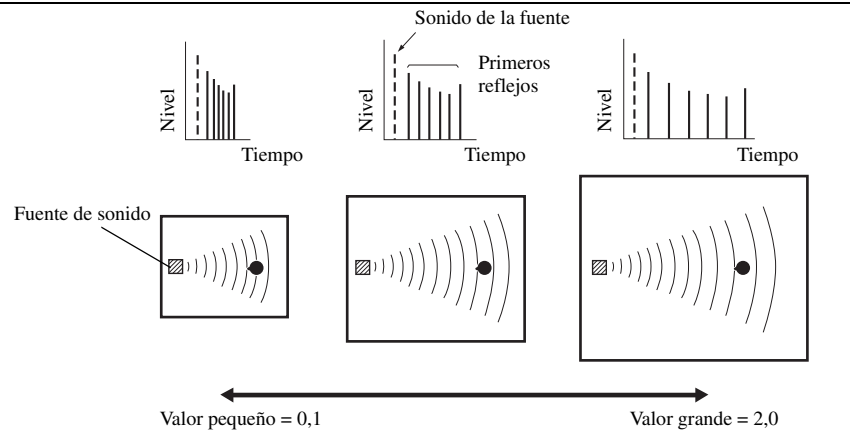 Sonido de la fuente
Primeros
reflejos
Nivel
Tiempo
Nivel
Tiempo
Nivel
Tiempo
Fuente de sonido
Valor pequeño = 0,1
Valor grande = 2,0